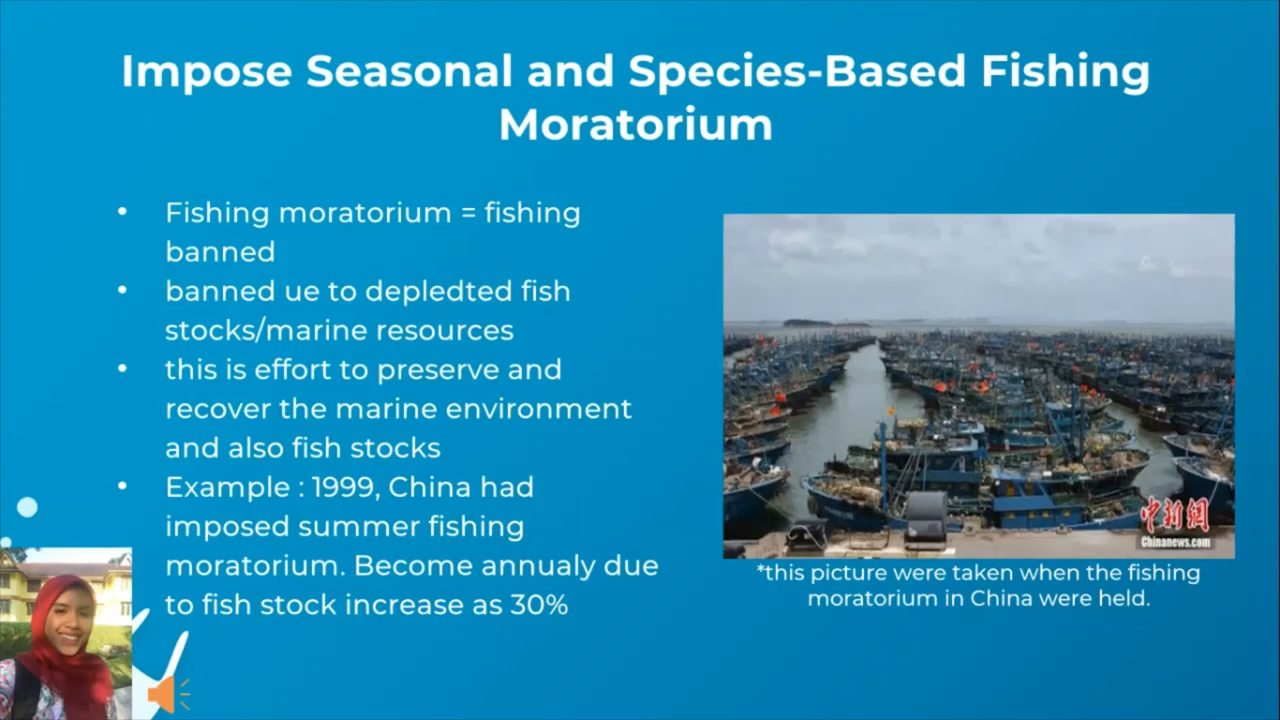 Impose Seasonal and Species-Based Fishing
Moratorium
• Fishing moratorium = fishing
banned
• banned ue to depledted fish
stocks/marine resources
• this is effort to preserve and
recover the marine environment
and also fish stocks
• Example : 1999, China had
imposed summer fishing
moratorium. Become annualy due
to fish stock increase as 30%
中新網
Chinanews.com
*this picture were taken when the fishing
moratorium in China were held.